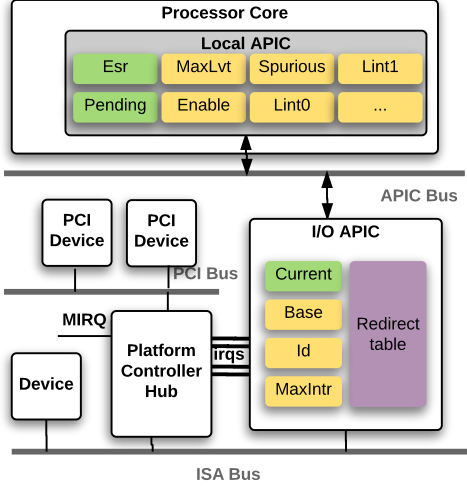 Processor Core
Local APIC
Esr
MaxLvt
Spurious
Lint1
Pending
Enable
Lint0
...
APIC Bus
PCI
Device
PCI
Device
I/O APIC
PCI Bus
Current
Base
Id
MaxIntr
Redirect
table
MIRQ
Platform
Controller
Hub
irqs
Device
ISA Bus